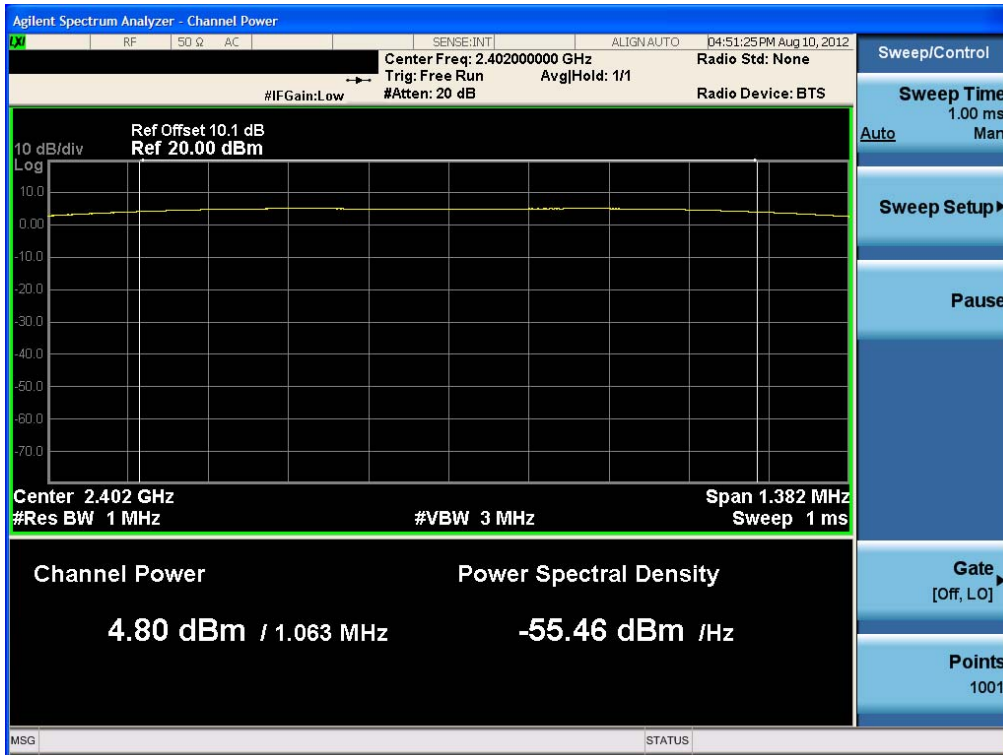 Agilent Spectrum Analyzer - Channel Power
LXI RF 50 Ω AC SENSE:INT ALIGN AUTO 04:51:25 PM Aug 10, 2012
Center Freq: 2.402000000 GHz Radio Std: None
Trig: Free Run Avg|Hold: 1/1
#IFGain:Low #Atten: 20 dB Radio Device: BTS
Ref Offset 10.1 dB
10 dB/div Ref 20.00 dBm
Log
10.0
0.00
-10.0
-20.0
-30.0
-40.0
-50.0
-60.0
-70.0
Center 2.402 GHz Span 1.382 MHz
#Res BW 1 MHz #VBW 3 MHz Sweep 1 ms
Channel Power Power Spectral Density
4.80 dBm / 1.063 MHz -55.46 dBm /Hz
MSG STATUS
Sweep/Control
Sweep Time
1.00 ms
Auto Man
Sweep Setup
Pause
Gate
[Off, LO]
Points
1001